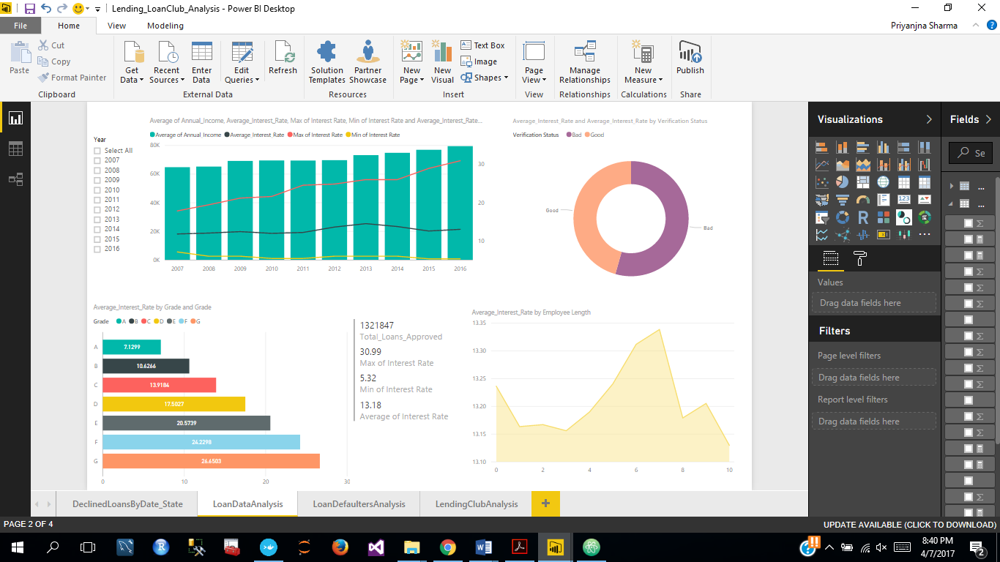 Lending_LoanClub_Analysis - Power BI Desktop
File Home View Modeling Priyanjna Sharma
Paste
Cut
Copy
Format Painter
Clipboard
Get Data
Recent Sources
Enter Data
Edit Queries
Refresh
External Data
Solution Templates
Partner Showcase
Resources
New Page
New Visual
Text Box
Image
Shapes
Insert
Page View
View
Manage Relationships
Relationships
New Measure
Calculations
Publish
Share
Year
Select All
2007
2008
2009
2010
2011
2012
2013
2014
2015
2016
Average of Annual_Income, Average_Interest_Rate, Max of Interest Rate, Min of Interest Rate and Average_Interest_Rate...
Average of Annual_Income Average_Interest_Rate Max of Interest Rate Min of Interest Rate
80K
60K
40K
20K
0K
30
20
10
2007 2008 2009 2010 2011 2012 2013 2014 2015 2016
Average_Interest_Rate and Average_Interest_Rate by Verification Status
Verification Status Bad Good
Good
Bad
Average_Interest_Rate by Grade and Grade
Grade A B C D E F G
A 7.1299
B 10.6266
C 13.9184
D 17.5027
E 20.5739
F 24.2298
G 26.6503
0 10 20 30
1321847
Total_Loans_Approved
30.99
Max of Interest Rate
5.32
Min of Interest Rate
13.18
Average of Interest Rate
Average_Interest_Rate by Employee Length
13.35
13.30
13.25
13.20
13.15
13.10
0 2 4 6 8 10
Visualizations
R
123
Values
Drag data fields here
Filters
Page level filters
Drag data fields here
Report level filters
Drag data fields here
Fields
Se
...
...
DeclinedLoansByDate_State LoanDataAnalysis LoanDefaultersAnalysis LendingClubAnalysis +
PAGE 2 OF 4
UPDATE AVAILABLE (CLICK TO DOWNLOAD)
8:40 PM
4/7/2017
2